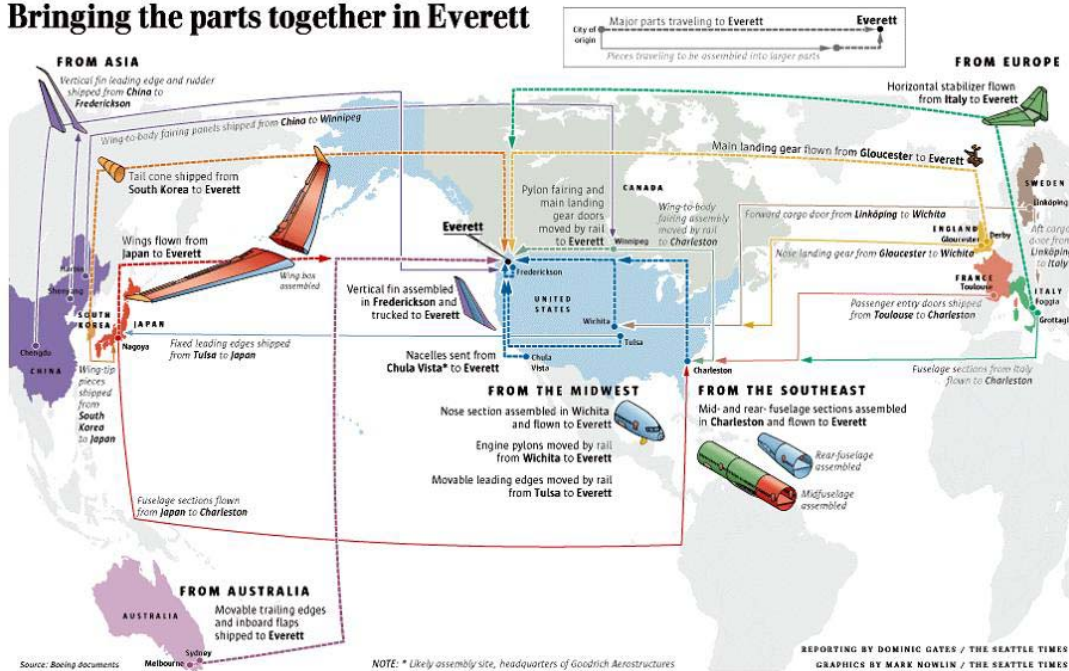 Bringing the parts together in Everett
City of
origin
Major parts traveling to Everett
Everett
Pieces traveling to be assembled into larger parts
FROM ASIA
Vertical fin leading edge and rudder
shipped from China to
Frederickson
Wing-to-body fairing panels shipped from China to Winnipeg
Tail cone shipped from
South Korea to Everett
Wings flown from
Japan to Everett
Wing box
assembled
FROM EUROPE
Horizontal stabilizer flown
from Italy to Everett
Main landing gear flown from Gloucester to Everett
Pylon fairing and
main landing
gear doors
moved by rail
to Everett
CANADA
Wing-to-body
fairing assembly
moved by rail
to Charleston
Winnipeg
Everett
Frederickson
Forward cargo door from Linköping to Wichita
Nose landing gear from Gloucester to Wichita
SWEDEN
Linköping
Aft cargo
door from
Linköping
to Italy
ENGLAND
Gloucester
Derby
FRANCE
Toulouse
ITALY
Foggia
Grottaglie
Passenger entry doors shipped
from Toulouse to Charleston
Fuselage sections from Italy
flown to Charleston
Harbin
Shenyang
SOUTH
KOREA
JAPAN
Nagoya
Chengdu
CHINA
Fixed leading edges shipped
from Tulsa to Japan
Wing-tip
pieces
shipped
from
South
Korea
to Japan
Vertical fin assembled
in Frederickson and
trucked to Everett
UNITED
STATES
Wichita
Tulsa
Chula
Vista
Charleston
Nacelles sent from
Chula Vista* to Everett
FROM THE MIDWEST
Nose section assembled in Wichita
and flown to Everett
Engine pylons moved by rail
from Wichita to Everett
Movable leading edges moved by rail
from Tulsa to Everett
FROM THE SOUTHEAST
Mid- and rear- fuselage sections assembled
in Charleston and flown to Everett
Rear-fuselage
assembled
Midfuselage
assembled
Fuselage sections flown
from Japan to Charleston
FROM AUSTRALIA
Movable trailing edges
and inboard flaps
shipped to Everett
AUSTRALIA
Sydney
Melbourne
Source: Boeing documents
NOTE: * Likely assembly site, headquarters of Goodrich Aerostructures
REPORTING BY DOMINIC GATES / THE SEATTLE TIMES
GRAPHICS BY MARK NOWLIN / THE SEATTLE TIMES